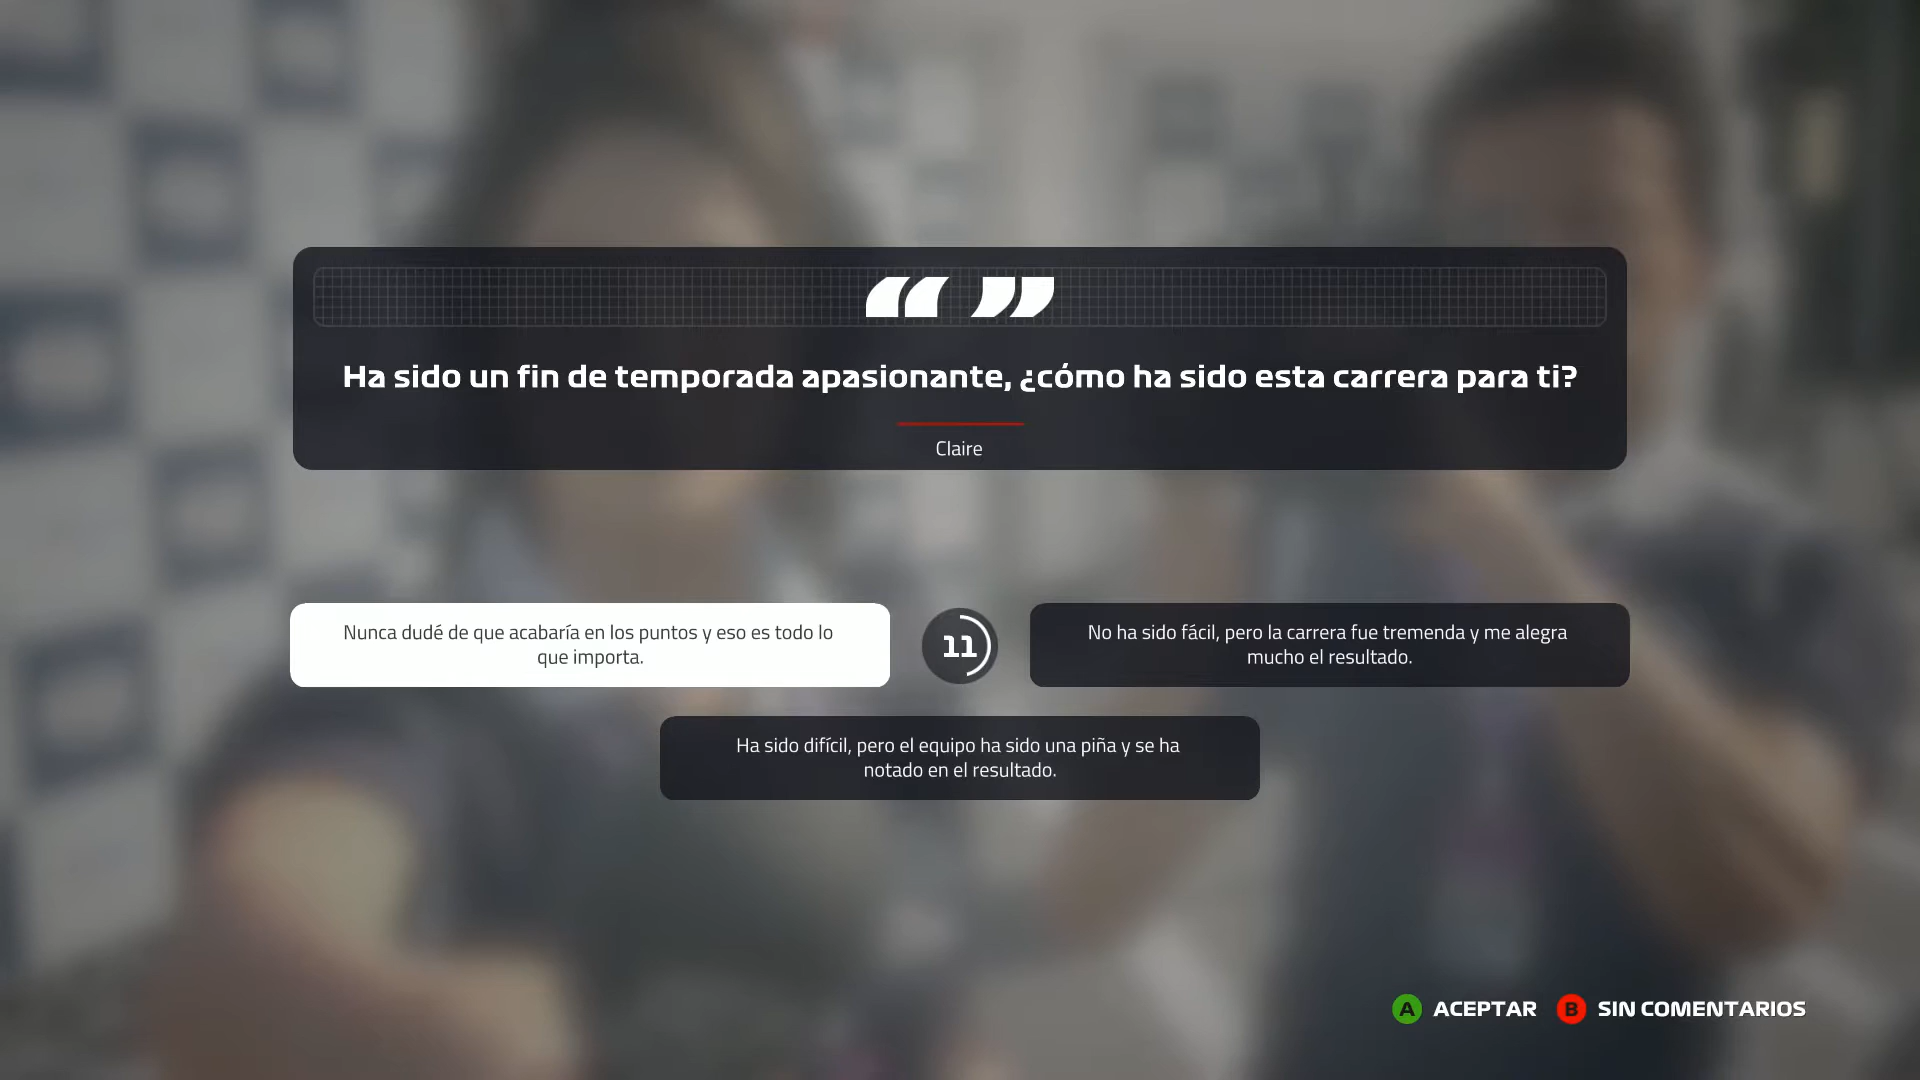 “ ”
Ha sido un fin de temporada apasionante, ¿cómo ha sido esta carrera para ti?
Claire
Nunca dudé de que acabaría en los puntos y eso es todo lo
que importa.
11
No ha sido fácil, pero la carrera fue tremenda y me alegra
mucho el resultado.
Ha sido difícil, pero el equipo ha sido una piña y se ha
notado en el resultado.
A ACEPTAR B SIN COMENTARIOS